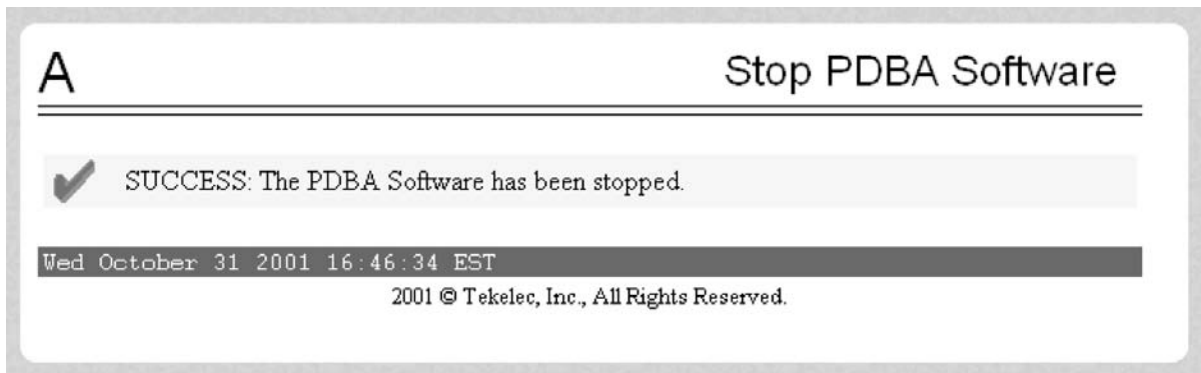 A
Stop PDBA Software
SUCCESS: The PDBA Software has been stopped.
Wed October 31 2001 16:46:34 EST
2001 © Tekelec, Inc., All Rights Reserved.